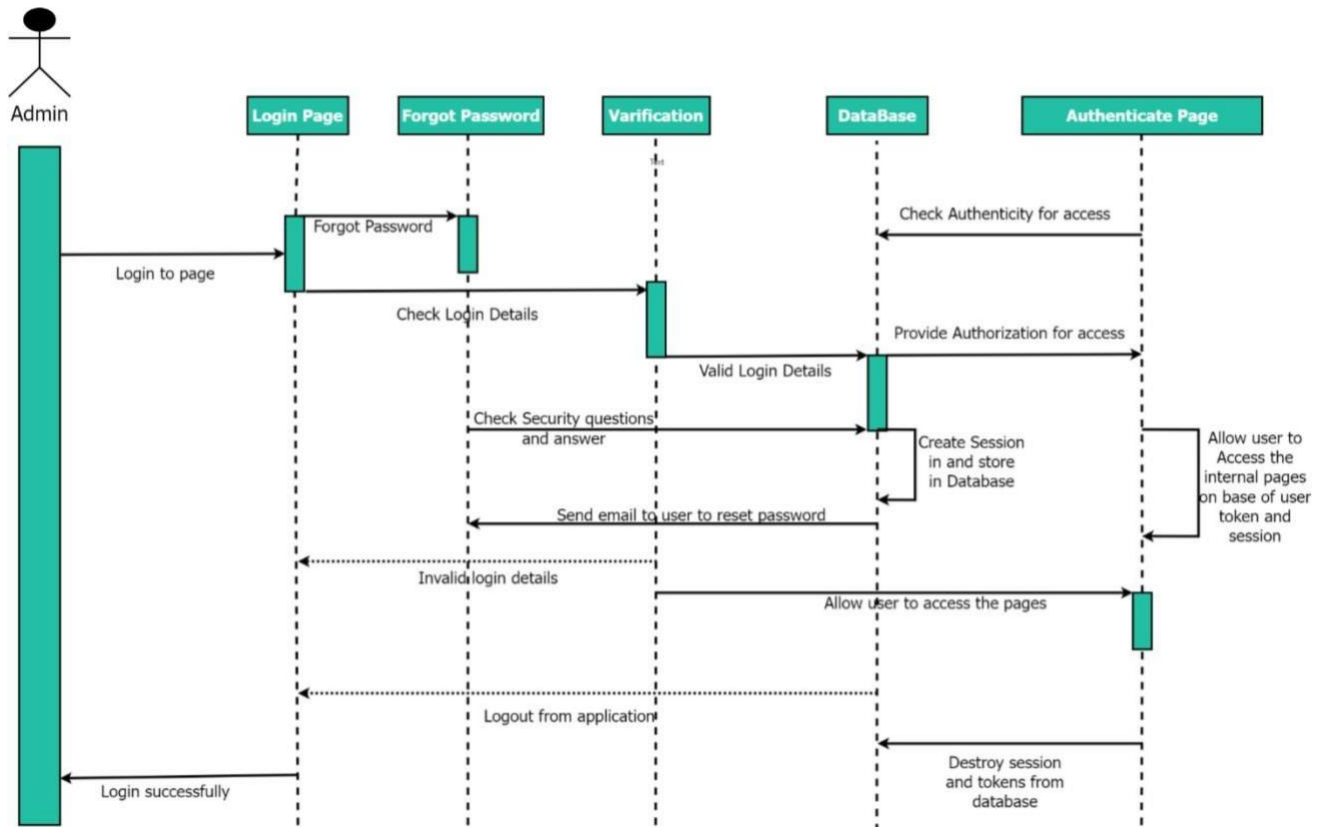 Admin
Login Page
Forgot Password
Varification
DataBase
Authenticate Page
Text
Check Authenticity for access
Forgot Password
Login to page
Check Login Details
Provide Authorization for access
Valid Login Details
Check Security questions
and answer
Create Session
in and store
in Database
Allow user to
Access the
internal pages
on base of user
token and
session
Send email to user to reset password
Invalid login details
Allow user to access the pages
Logout from application
Destroy session
and tokens from
database
Login successfully